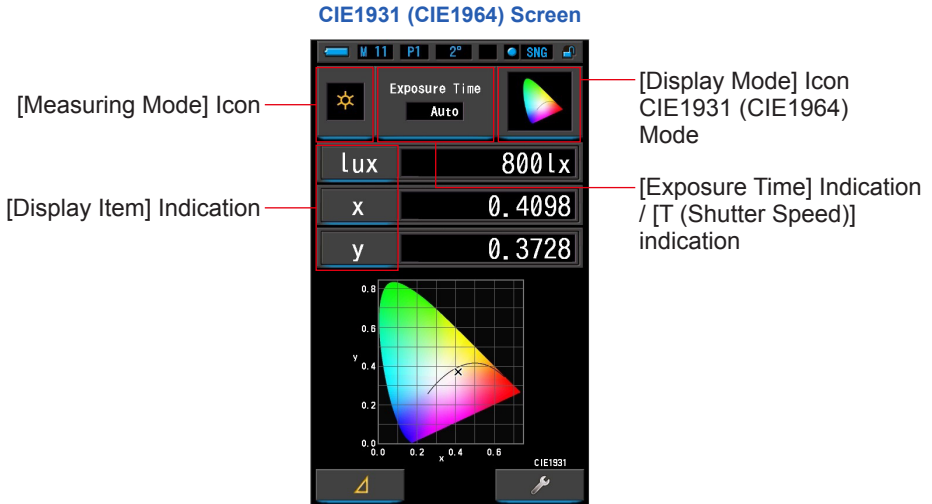 CIE1931 (CIE1964) Screen
M 11 P1 2° SNG
[Measuring Mode] Icon
Exposure Time
Auto
[Display Mode] Icon
CIE1931 (CIE1964)
Mode
lux 800 lx
[Exposure Time] Indication
/ [T (Shutter Speed)]
indication
[Display Item] Indication
x 0.4098
y 0.3728
0.8
0.6
y
0.4
0.2
0.0
0.0 0.2 x 0.4 0.6
CIE1931